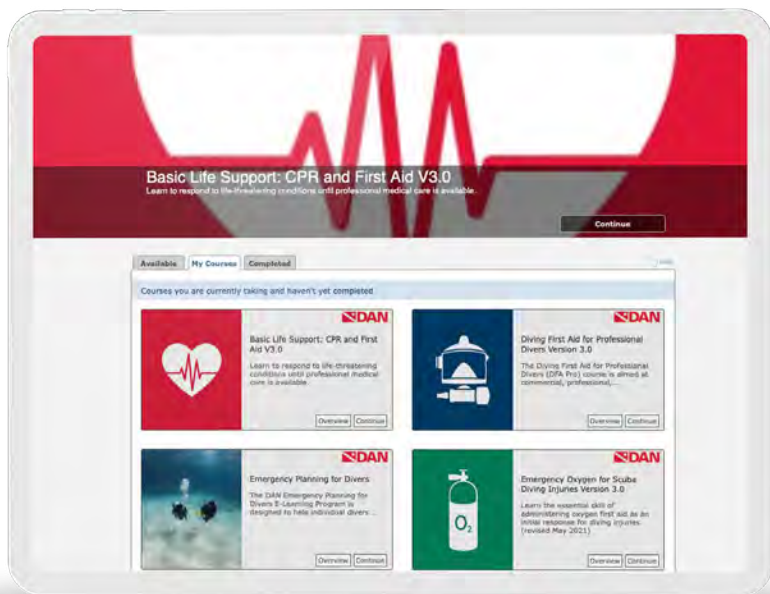 Basic Life Support: CPR and First Aid V3.0
Learn to respond to life-threatening conditions until professional medical care is available.
Continue
Available
My Courses
Completed
Courses you are currently taking and haven't yet completed
DAN
Basic Life Support: CPR and First
Aid V3.0
Learn to respond to life-threatening
conditions until professional medical
care is available.
Overview
Continue
DAN
Diving First Aid for Professional
Divers Version 3.0
The Diving First Aid for Professional
Divers (DFA Pro) course is aimed at
commercial, professional,...
Overview
Continue
DAN
Emergency Planning for Divers
The DAN Emergency Planning for
Divers E-Learning Program is
designed to help individual divers ...
Overview
Continue
O2
DAN
Emergency Oxygen for Scuba
Diving Injuries Version 3.0
Learn the essential skill of
administering oxygen first aid as an
initial response for diving injuries.
(revised May 2021)
Overview
Continue